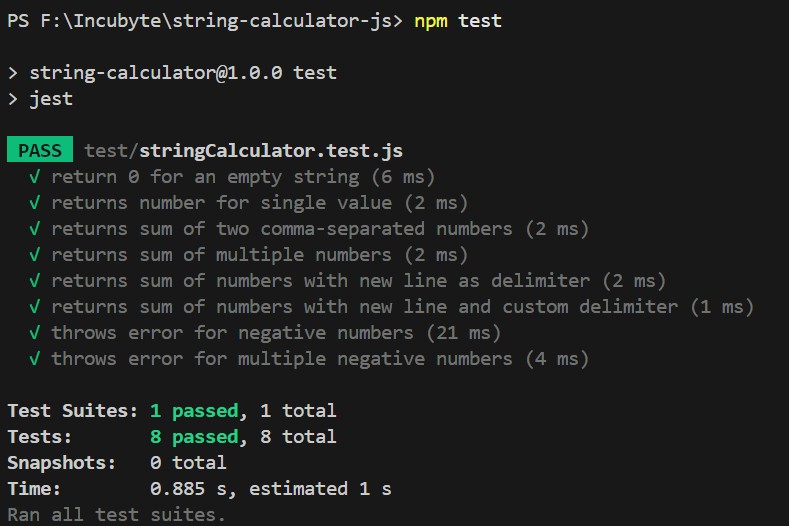 PS F:\Incubyte\string-calculator-js> npm test
> string-calculator@1.0.0 test
> jest
PASS test/stringCalculator.test.js
√ return 0 for an empty string (6 ms)
√ returns number for single value (2 ms)
√ returns sum of two comma-separated numbers (2 ms)
√ returns sum of multiple numbers (2 ms)
√ returns sum of numbers with new line as delimiter (2 ms)
√ returns sum of numbers with new line and custom delimiter (1 ms)
√ throws error for negative numbers (21 ms)
√ throws error for multiple negative numbers (4 ms)
Test Suites: 1 passed, 1 total
Tests: 8 passed, 8 total
Snapshots: 0 total
Time: 0.885 s, estimated 1 s
Ran all test suites.